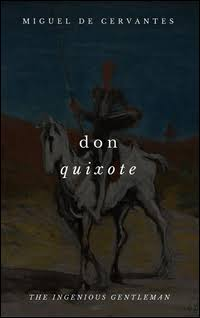 MIGUEL DE CERVANTES
don
quixote
THE INGENIOUS GENTLEMAN